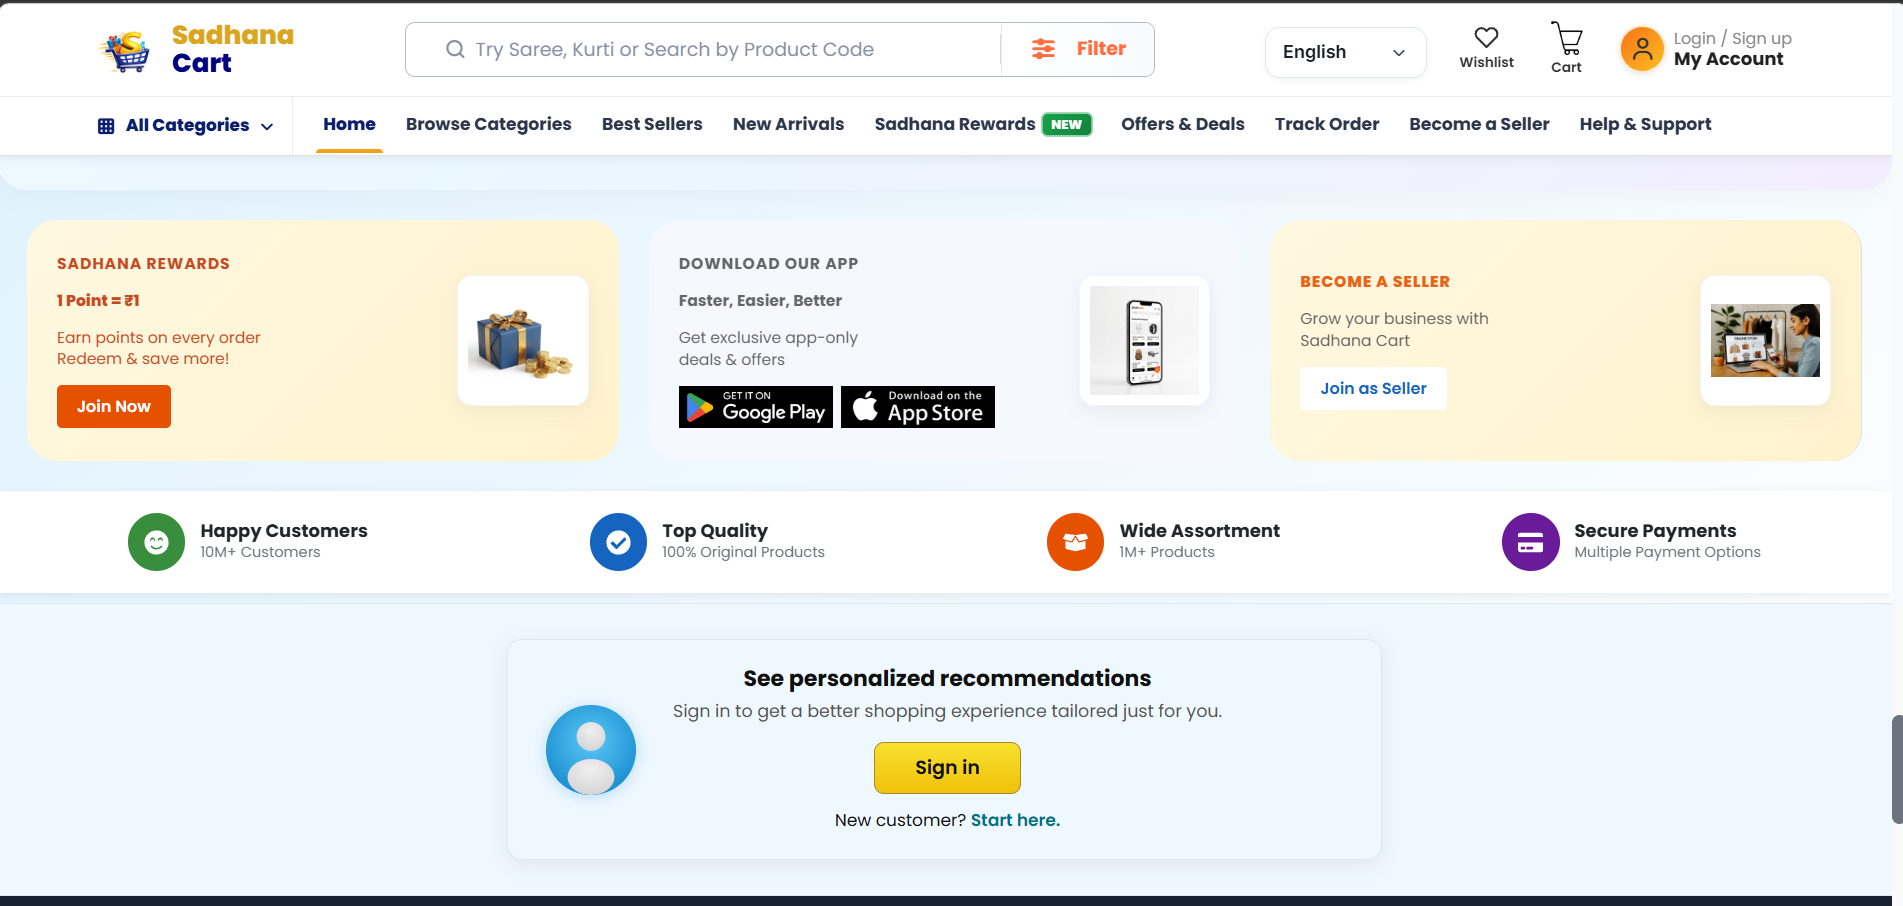 Sadhana
Cart
Try Saree, Kurti or Search by Product Code
Filter
English
Wishlist
Cart
Login / Sign up
My Account
All Categories
Home
Browse Categories
Best Sellers
New Arrivals
Sadhana Rewards NEW
Offers & Deals
Track Order
Become a Seller
Help & Support
SADHANA REWARDS
1 Point = ₹1
Earn points on every order
Redeem & save more!
Join Now
DOWNLOAD OUR APP
Faster, Easier, Better
Get exclusive app-only
deals & offers
GET IT ON
Google Play
Download on the
App Store
BECOME A SELLER
Grow your business with
Sadhana Cart
Join as Seller
Happy Customers
10M+ Customers
Top Quality
100% Original Products
Wide Assortment
1M+ Products
Secure Payments
Multiple Payment Options
See personalized recommendations
Sign in to get a better shopping experience tailored just for you.
Sign in
New customer? Start here.